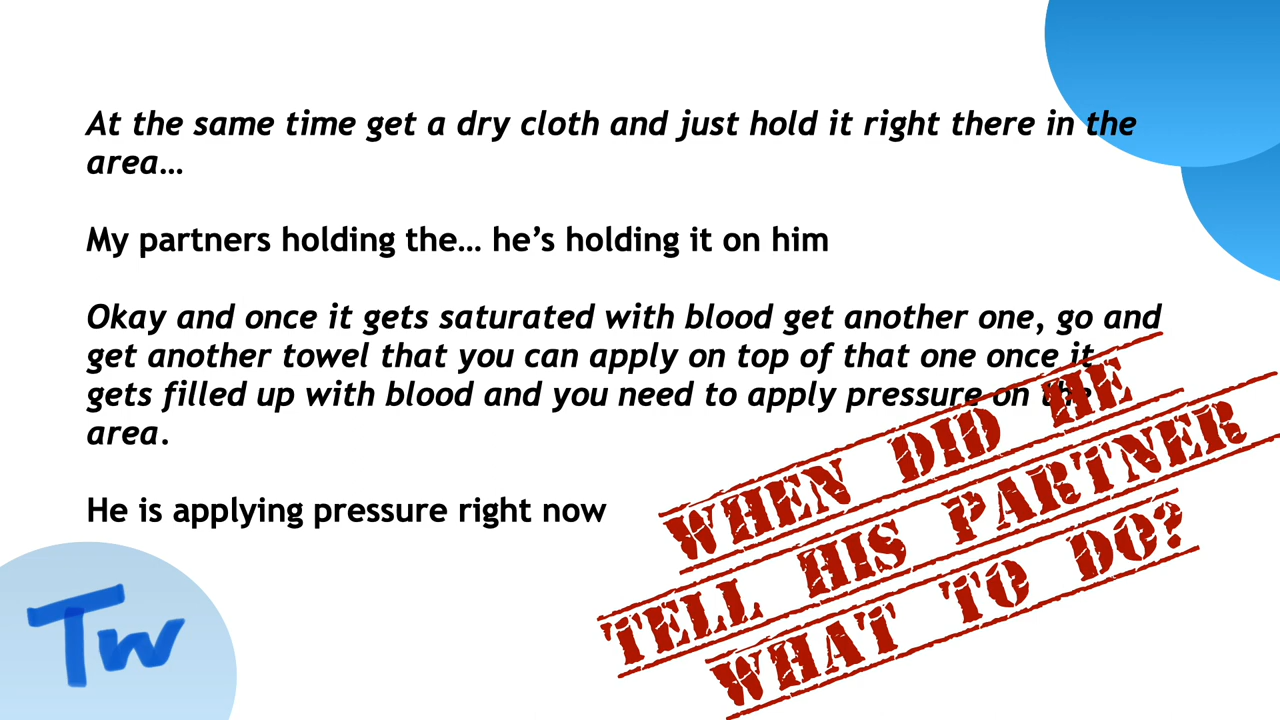 At the same time get a dry cloth and just hold it right there in the
area…
My partners holding the… he’s holding it on him
Okay and once it gets saturated with blood get another one, go and
get another towel that you can apply on top of that one once it
gets filled up with blood and you need to apply pressure on the
area.
He is applying pressure right now
WHEN DID HE
TELL HIS PARTNER
WHAT TO DO?
Tw